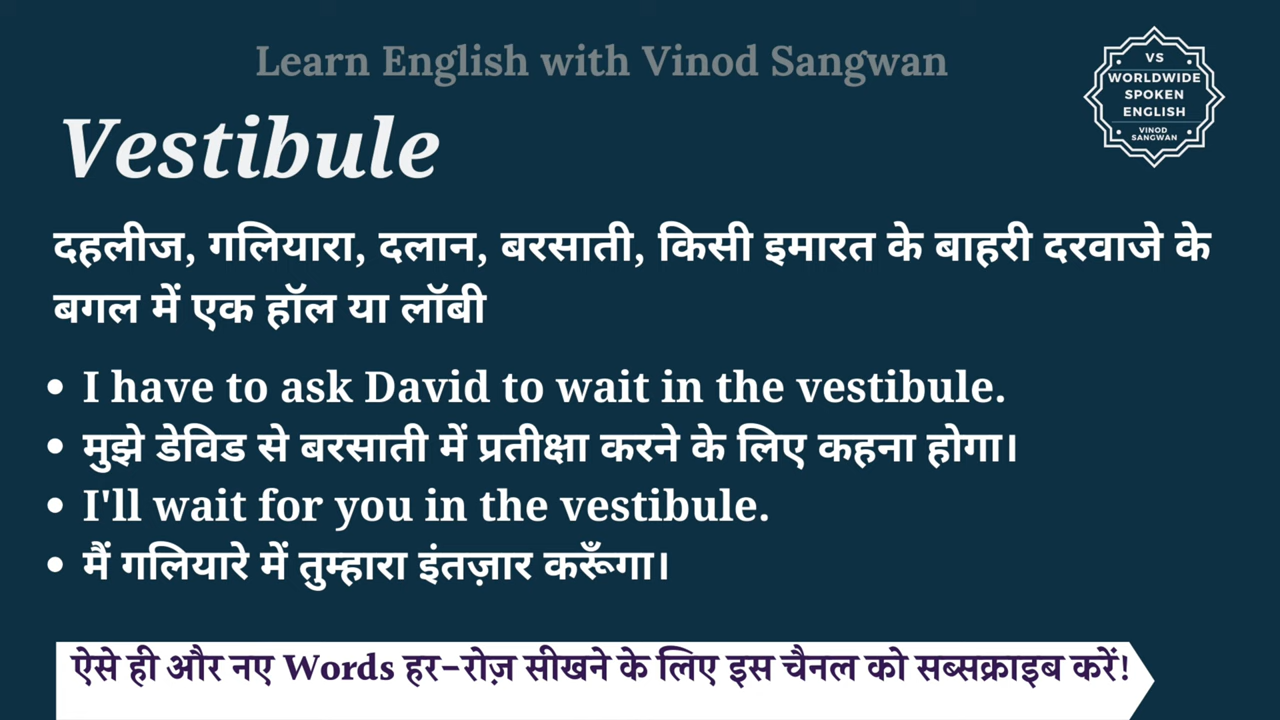 Learn English with Vinod Sangwan
VS
WORLDWIDE
SPOKEN
ENGLISH
VINOD
SANGWAN
Vestibule
दहलीज, गलियारा, दलान, बरसाती, किसी इमारत के बाहरी दरवाजे के
बगल में एक हॉल या लॉबी
• I have to ask David to wait in the vestibule.
• मुझे डेविड से बरसाती में प्रतीक्षा करने के लिए कहना होगा।
• I'll wait for you in the vestibule.
• मैं गलियारे में तुम्हारा इंतज़ार करूँगा।
ऐसे ही और नए Words हर-रोज़ सीखने के लिए इस चैनल को सब्सक्राइब करें!